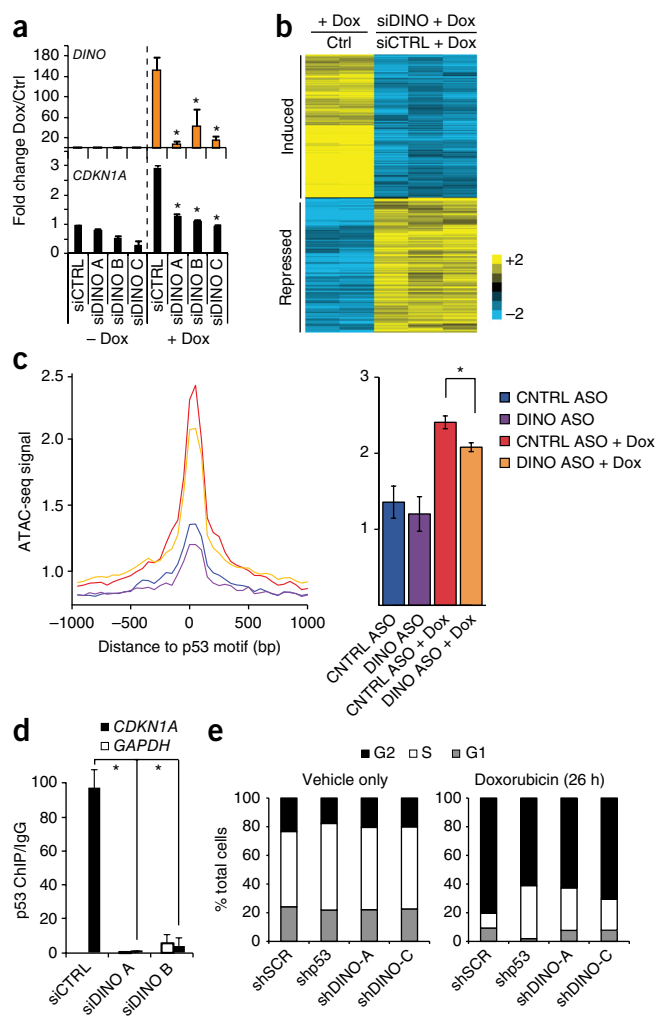 a
DINO
180
140
100
60
20
*
*
*
Fold change Dox/Ctrl
CDKN1A
3
2
1
0
*
*
*
siCTRL
siDINO A
siDINO B
siDINO C
siCTRL
siDINO A
siDINO B
siDINO C
– Dox
+ Dox
b
+ Dox
Ctrl
siDINO + Dox
siCTRL + Dox
Induced
Repressed
+2
–2
c
2.5
2.0
1.5
1.0
ATAC-seq signal
–1000
–500
0
500
1000
Distance to p53 motif (bp)
3
2
1
*
CNTRL ASO
DINO ASO
CNTRL ASO + Dox
DINO ASO + Dox
CNTRL ASO
DINO ASO
CNTRL ASO + Dox
DINO ASO + Dox
d
CDKN1A
GAPDH
*
*
100
80
60
40
20
0
p53 ChIP/IgG
siCTRL
siDINO A
siDINO B
e
G2
S
G1
Vehicle only
Doxorubicin (26 h)
% total cells
100
80
60
40
20
0
shSCR
shp53
shDINO-A
shDINO-C
100
80
60
40
20
0
shSCR
shp53
shDINO-A
shDINO-C